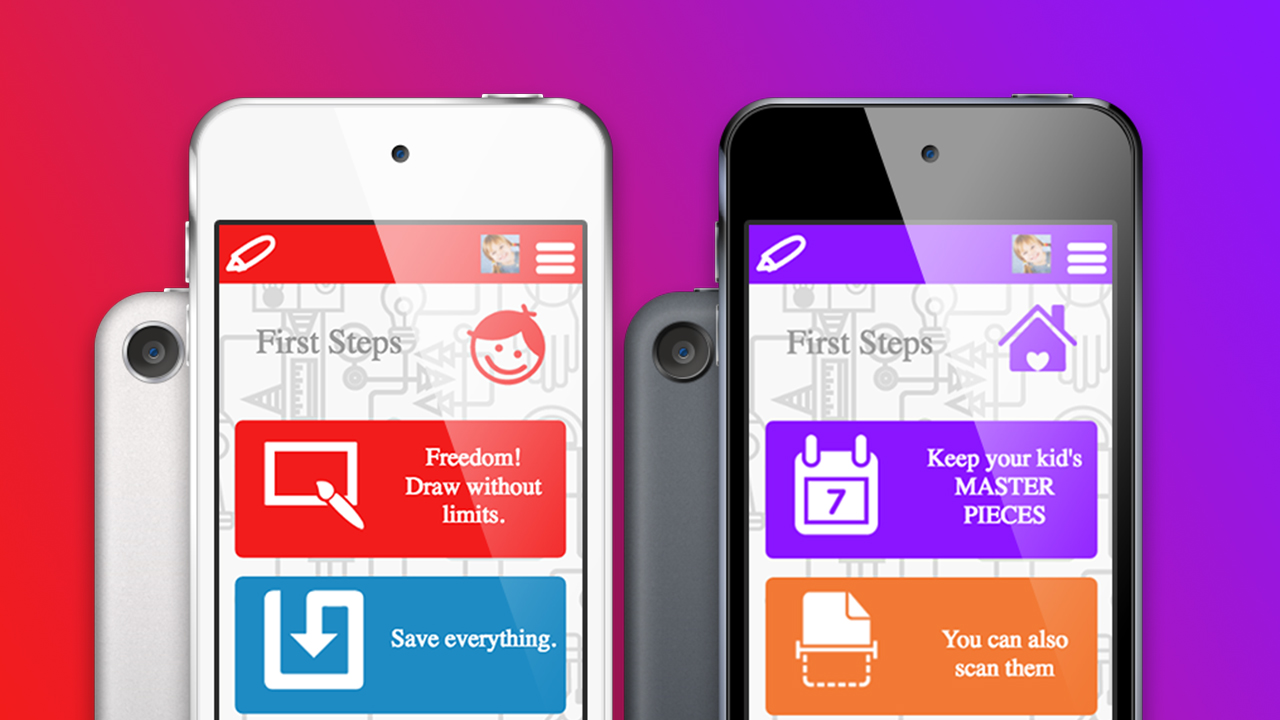 First Steps
Freedom!
Draw without
limits.
Save everything.
First Steps
Keep your kid's
MASTER
PIECES
7
You can also
scan them